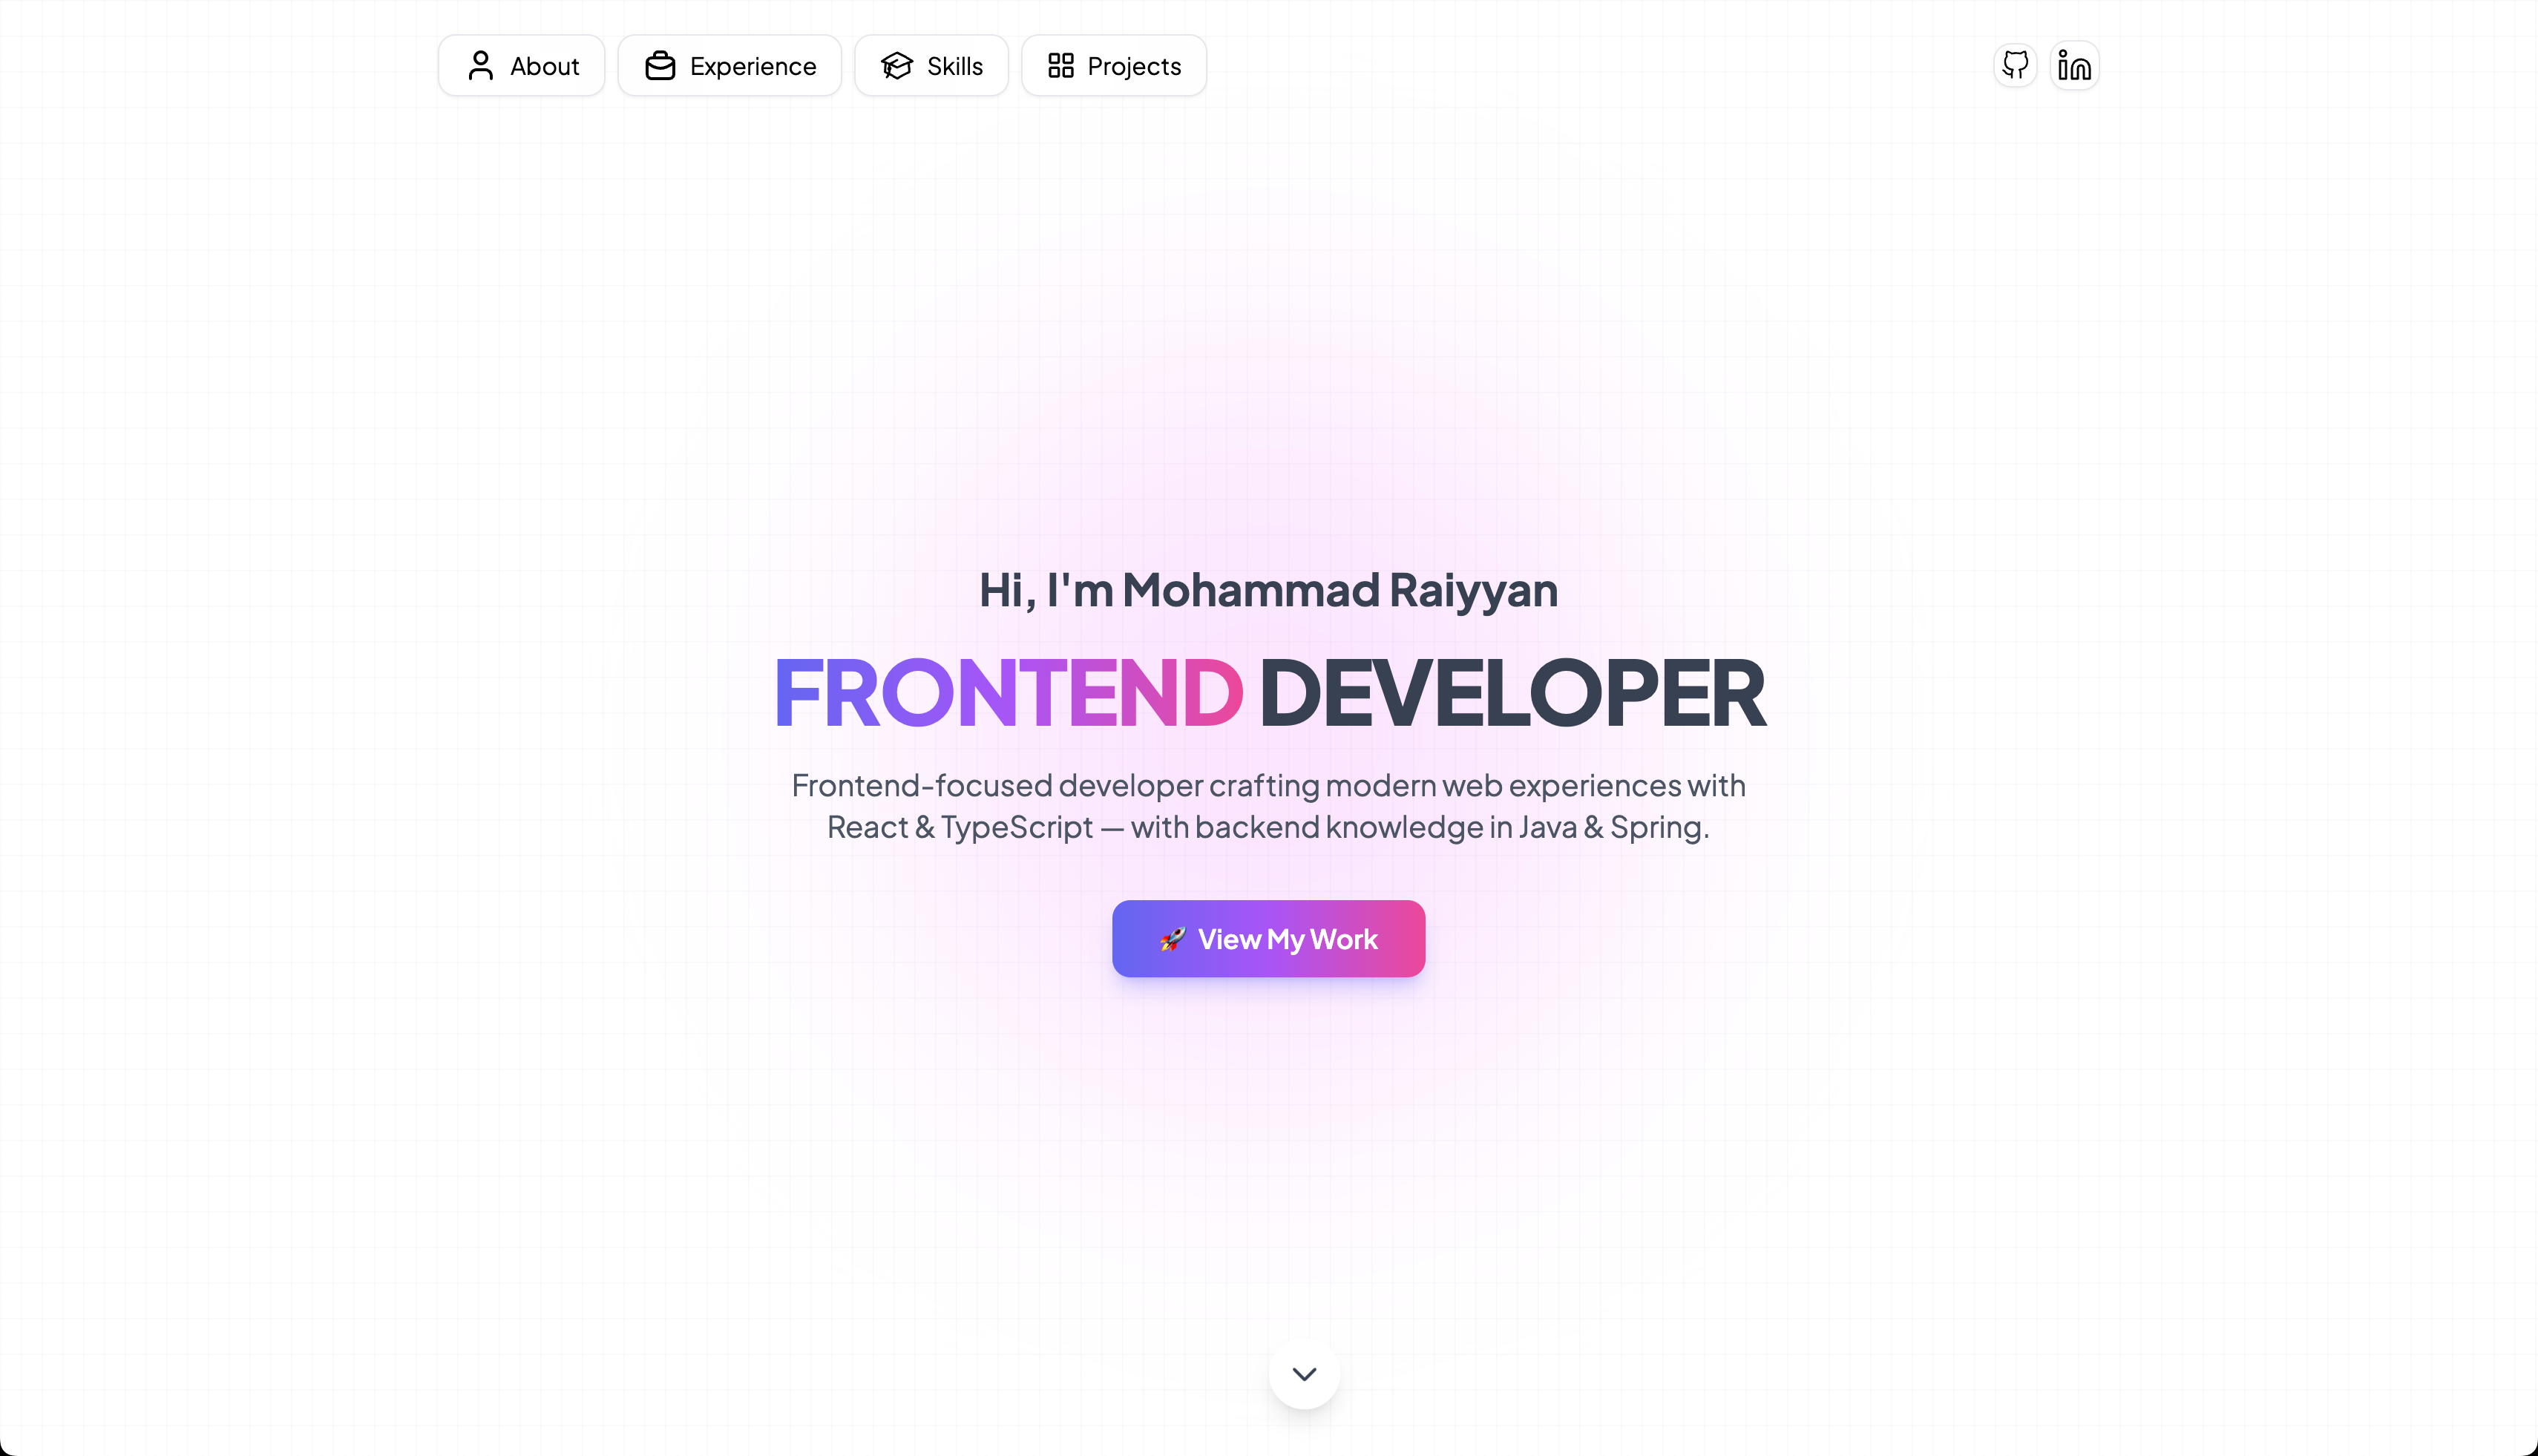 About
Experience
Skills
Projects
Hi, I'm Mohammad Raiyyan
FRONTEND DEVELOPER
Frontend-focused developer crafting modern web experiences with
React & TypeScript — with backend knowledge in Java & Spring.
🚀 View My Work